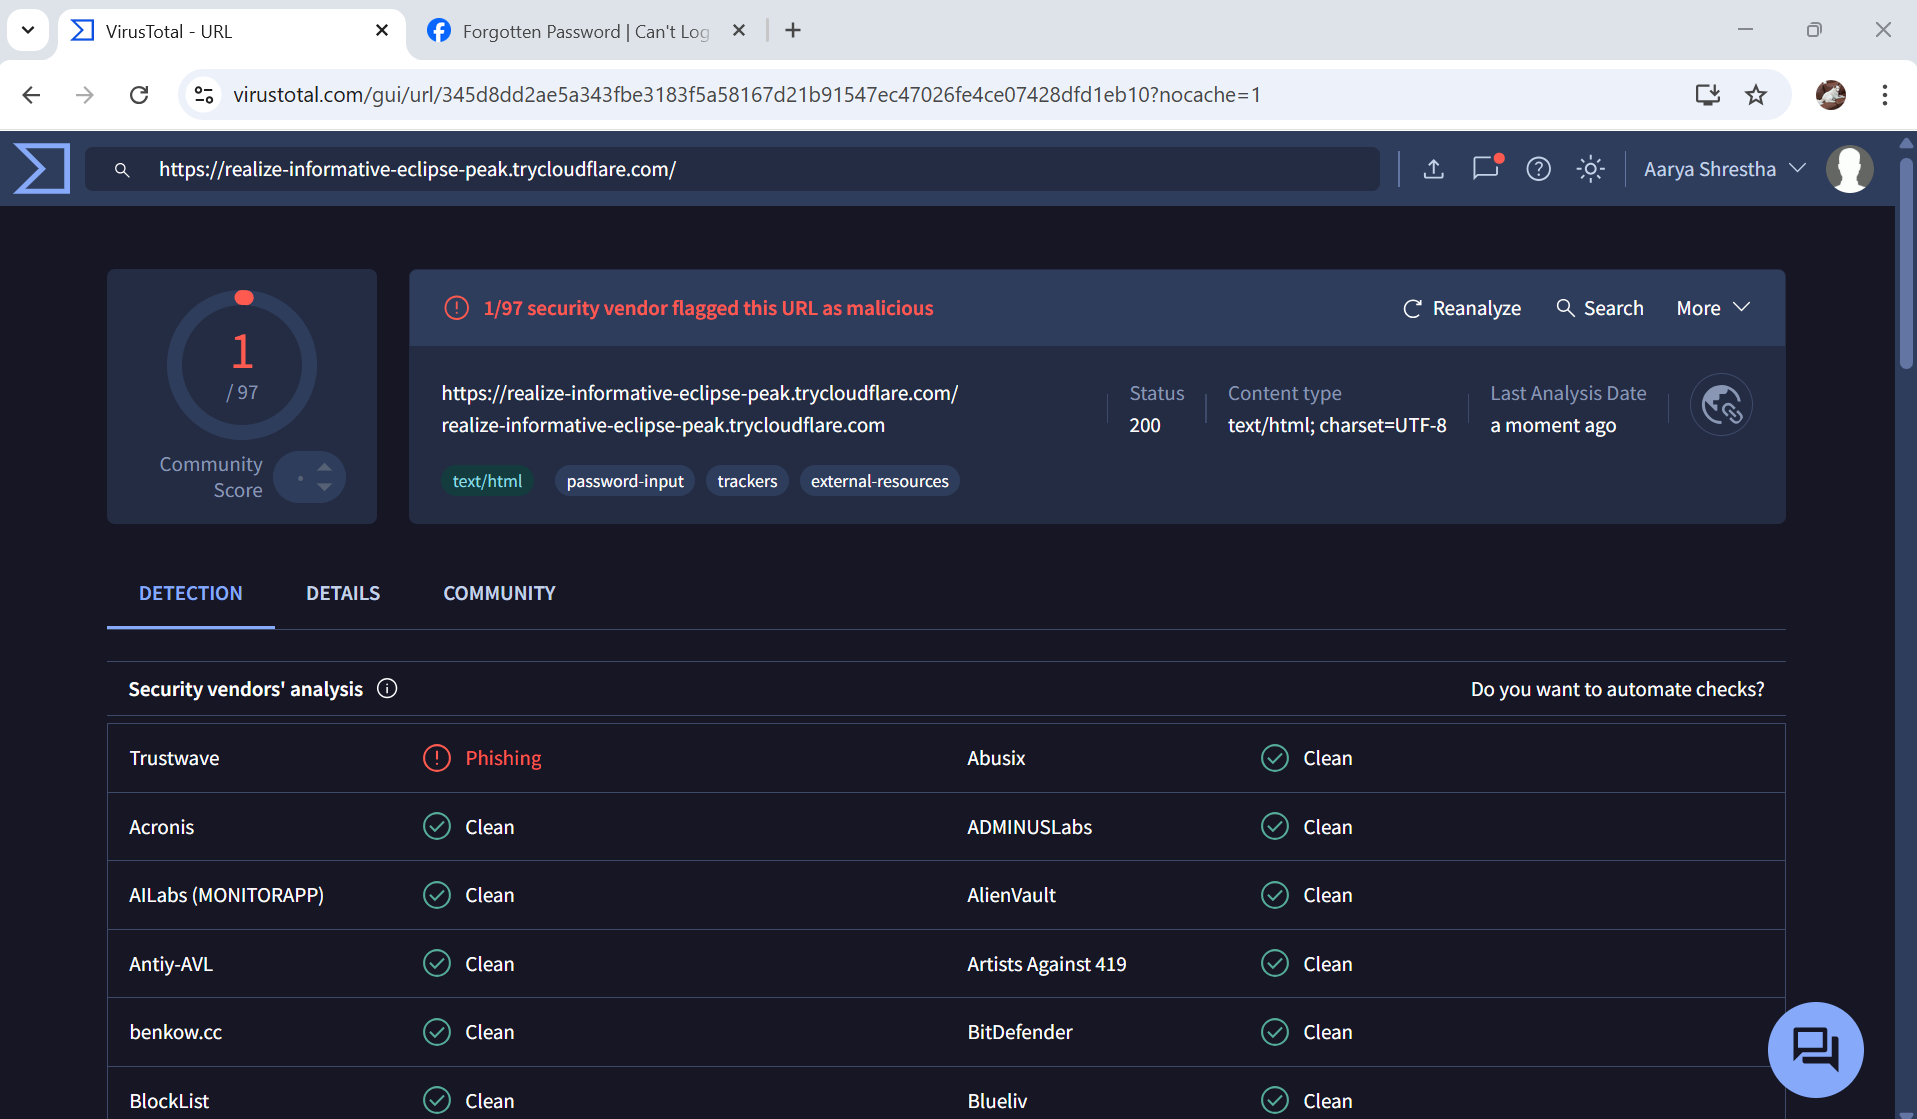 VirusTotal - URL
Forgotten Password | Can't Log
virustotal.com/gui/url/345d8dd2ae5a343fbe3183f5a58167d21b91547ec47026fe4ce07428dfd1eb10?nocache=1
https://realize-informative-eclipse-peak.trycloudflare.com/
Aarya Shrestha
1
/ 97
Community
Score
1/97 security vendor flagged this URL as malicious
Reanalyze
Search
More
https://realize-informative-eclipse-peak.trycloudflare.com/
realize-informative-eclipse-peak.trycloudflare.com
text/html
password-input
trackers
external-resources
Status
200
Content type
text/html; charset=UTF-8
Last Analysis Date
a moment ago
DETECTION
DETAILS
COMMUNITY
Security vendors' analysis
Do you want to automate checks?
Trustwave Phishing Abusix Clean
Acronis Clean ADMINUSLabs Clean
AILabs (MONITORAPP) Clean AlienVault Clean
Antiy-AVL Clean Artists Against 419 Clean
benkow.cc Clean BitDefender Clean
BlockList Clean Blueliv Clean